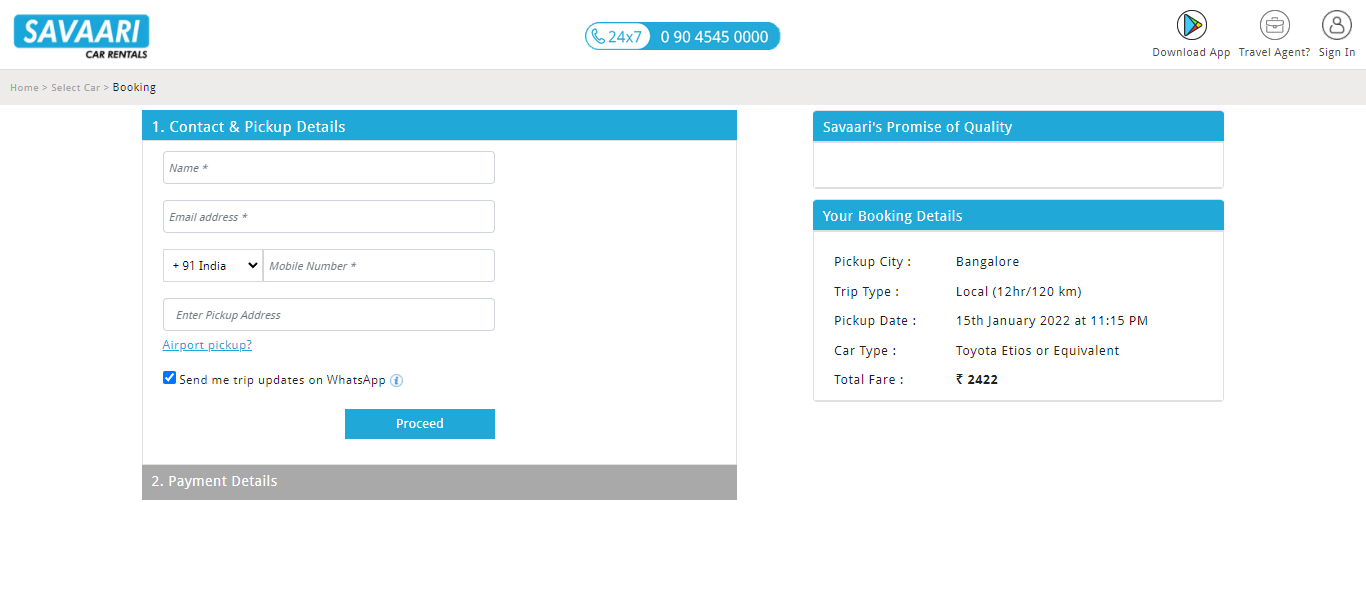 SAVAARI
CAR RENTALS
24x7 0 90 4545 0000
Download App Travel Agent? Sign In
Home > Select Car > Booking
1. Contact & Pickup Details
Name *
Email address *
+ 91 India Mobile Number *
Enter Pickup Address
Airport pickup?
Send me trip updates on WhatsApp i
Proceed
2. Payment Details
Savaari's Promise of Quality
Your Booking Details
Pickup City : Bangalore
Trip Type : Local (12hr/120 km)
Pickup Date : 15th January 2022 at 11:15 PM
Car Type : Toyota Etios or Equivalent
Total Fare : ₹ 2422